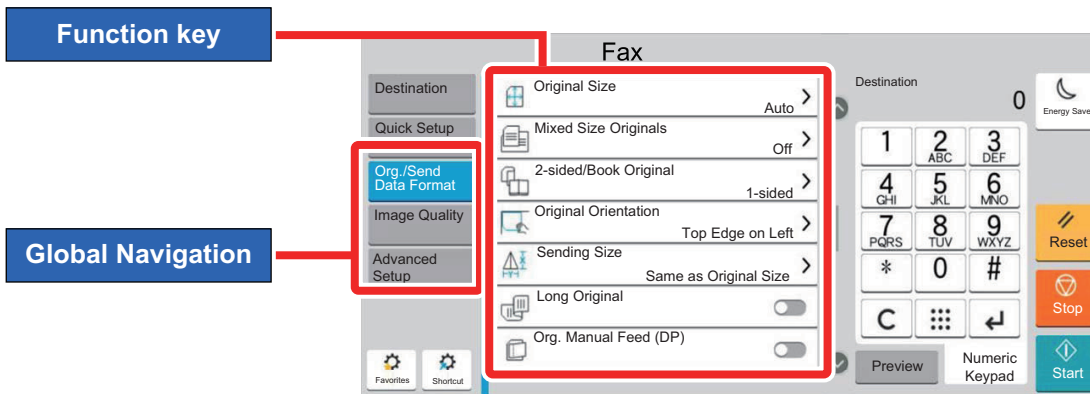 Function key
Fax
Destination
Quick Setup
Org./Send
Data Format
Image Quality
Advanced
Setup
Global Navigation
Original Size
Auto
Mixed Size Originals
Off
2-sided/Book Original
1-sided
Original Orientation
Top Edge on Left
Sending Size
Same as Original Size
Long Original
Org. Manual Feed (DP)
Favorites
Shortcut
Destination
0
1
2
ABC
3
DEF
4
GHI
5
JKL
6
MNO
7
PQRS
8
TUV
9
WXYZ
*
0
#
C
Preview
Numeric
Keypad
Energy Save
Reset
Stop
Start